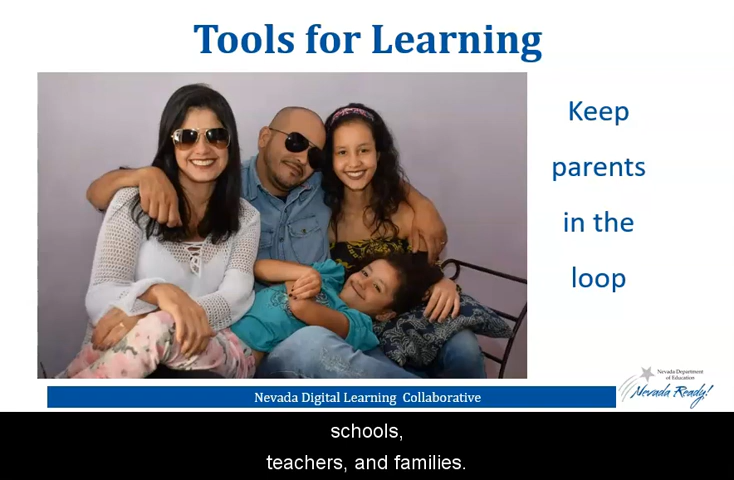 Tools for Learning
Keep
parents
in the
loop
Nevada Digital Learning Collaborative
Nevada Department
of Education
Nevada Ready!
schools,
teachers, and families.